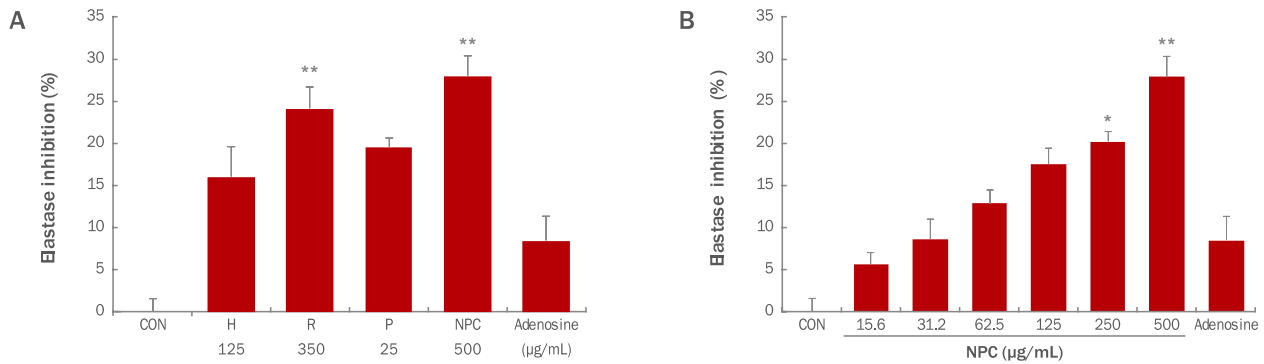 A
Elastase inhibition (%)
35
30
25
20
15
10
5
0
**
**
CON H R P NPC Adenosine
125 350 25 500 (µg/mL)
B
Elastase inhibition (%)
35
30
25
20
15
10
5
0
*
**
CON 15.6 31.2 62.5 125 250 500 Adenosine
NPC (µg/mL)